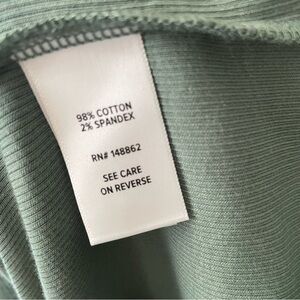 98% COTTON
2% SPANDEX
RN# 148862
SEE CARE
ON REVERSE